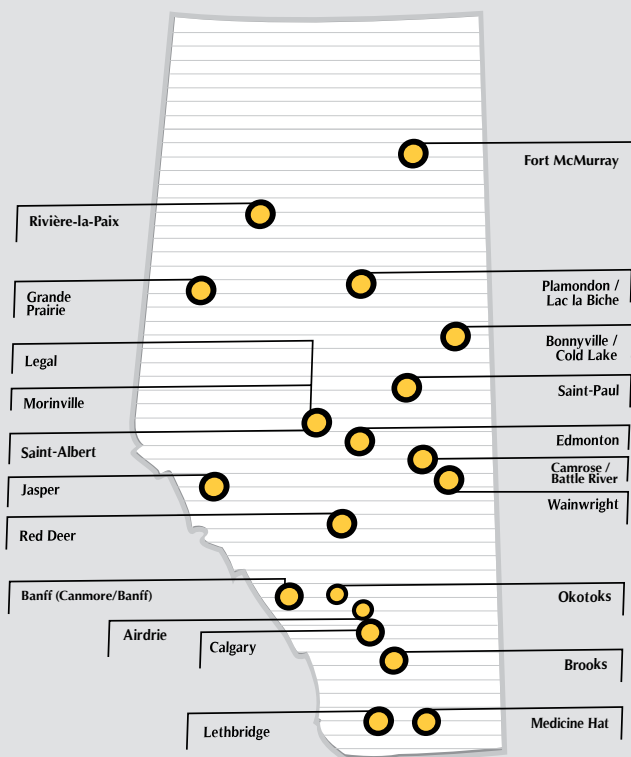 Fort McMurray
Rivière-la-Paix
Grande
Prairie
Plamondon /
Lac la Biche
Bonnyville /
Cold Lake
Legal
Saint-Paul
Morinville
Edmonton
Saint-Albert
Camrose /
Battle River
Jasper
Wainwright
Red Deer
Banff (Canmore/Banff)
Okotoks
Airdrie
Calgary
Brooks
Lethbridge
Medicine Hat